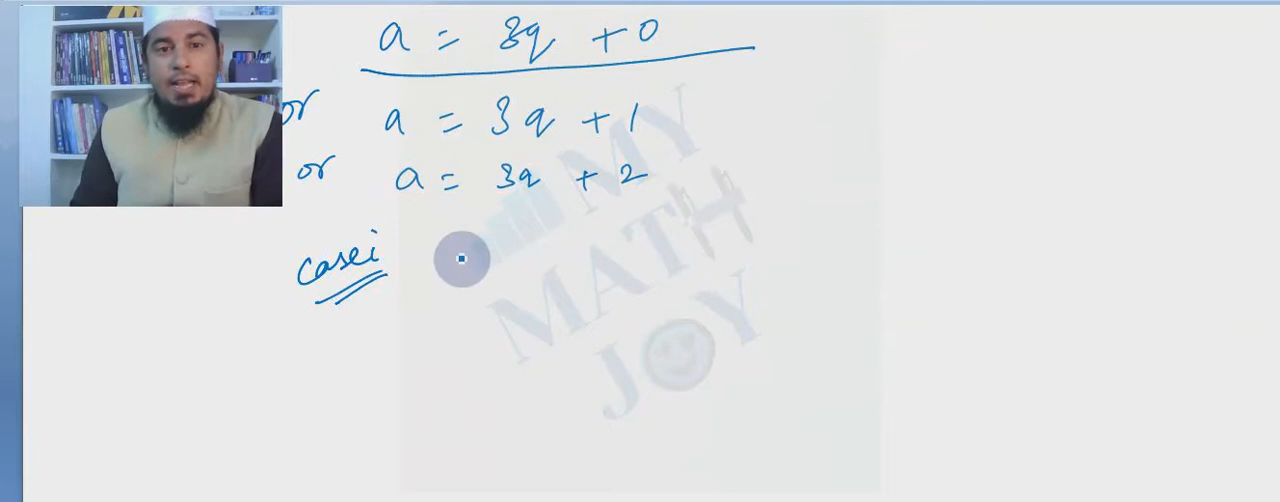 a = 3q + 0
or a = 3q + 1
or a = 3q + 2
case i
MY
MATH
JOY